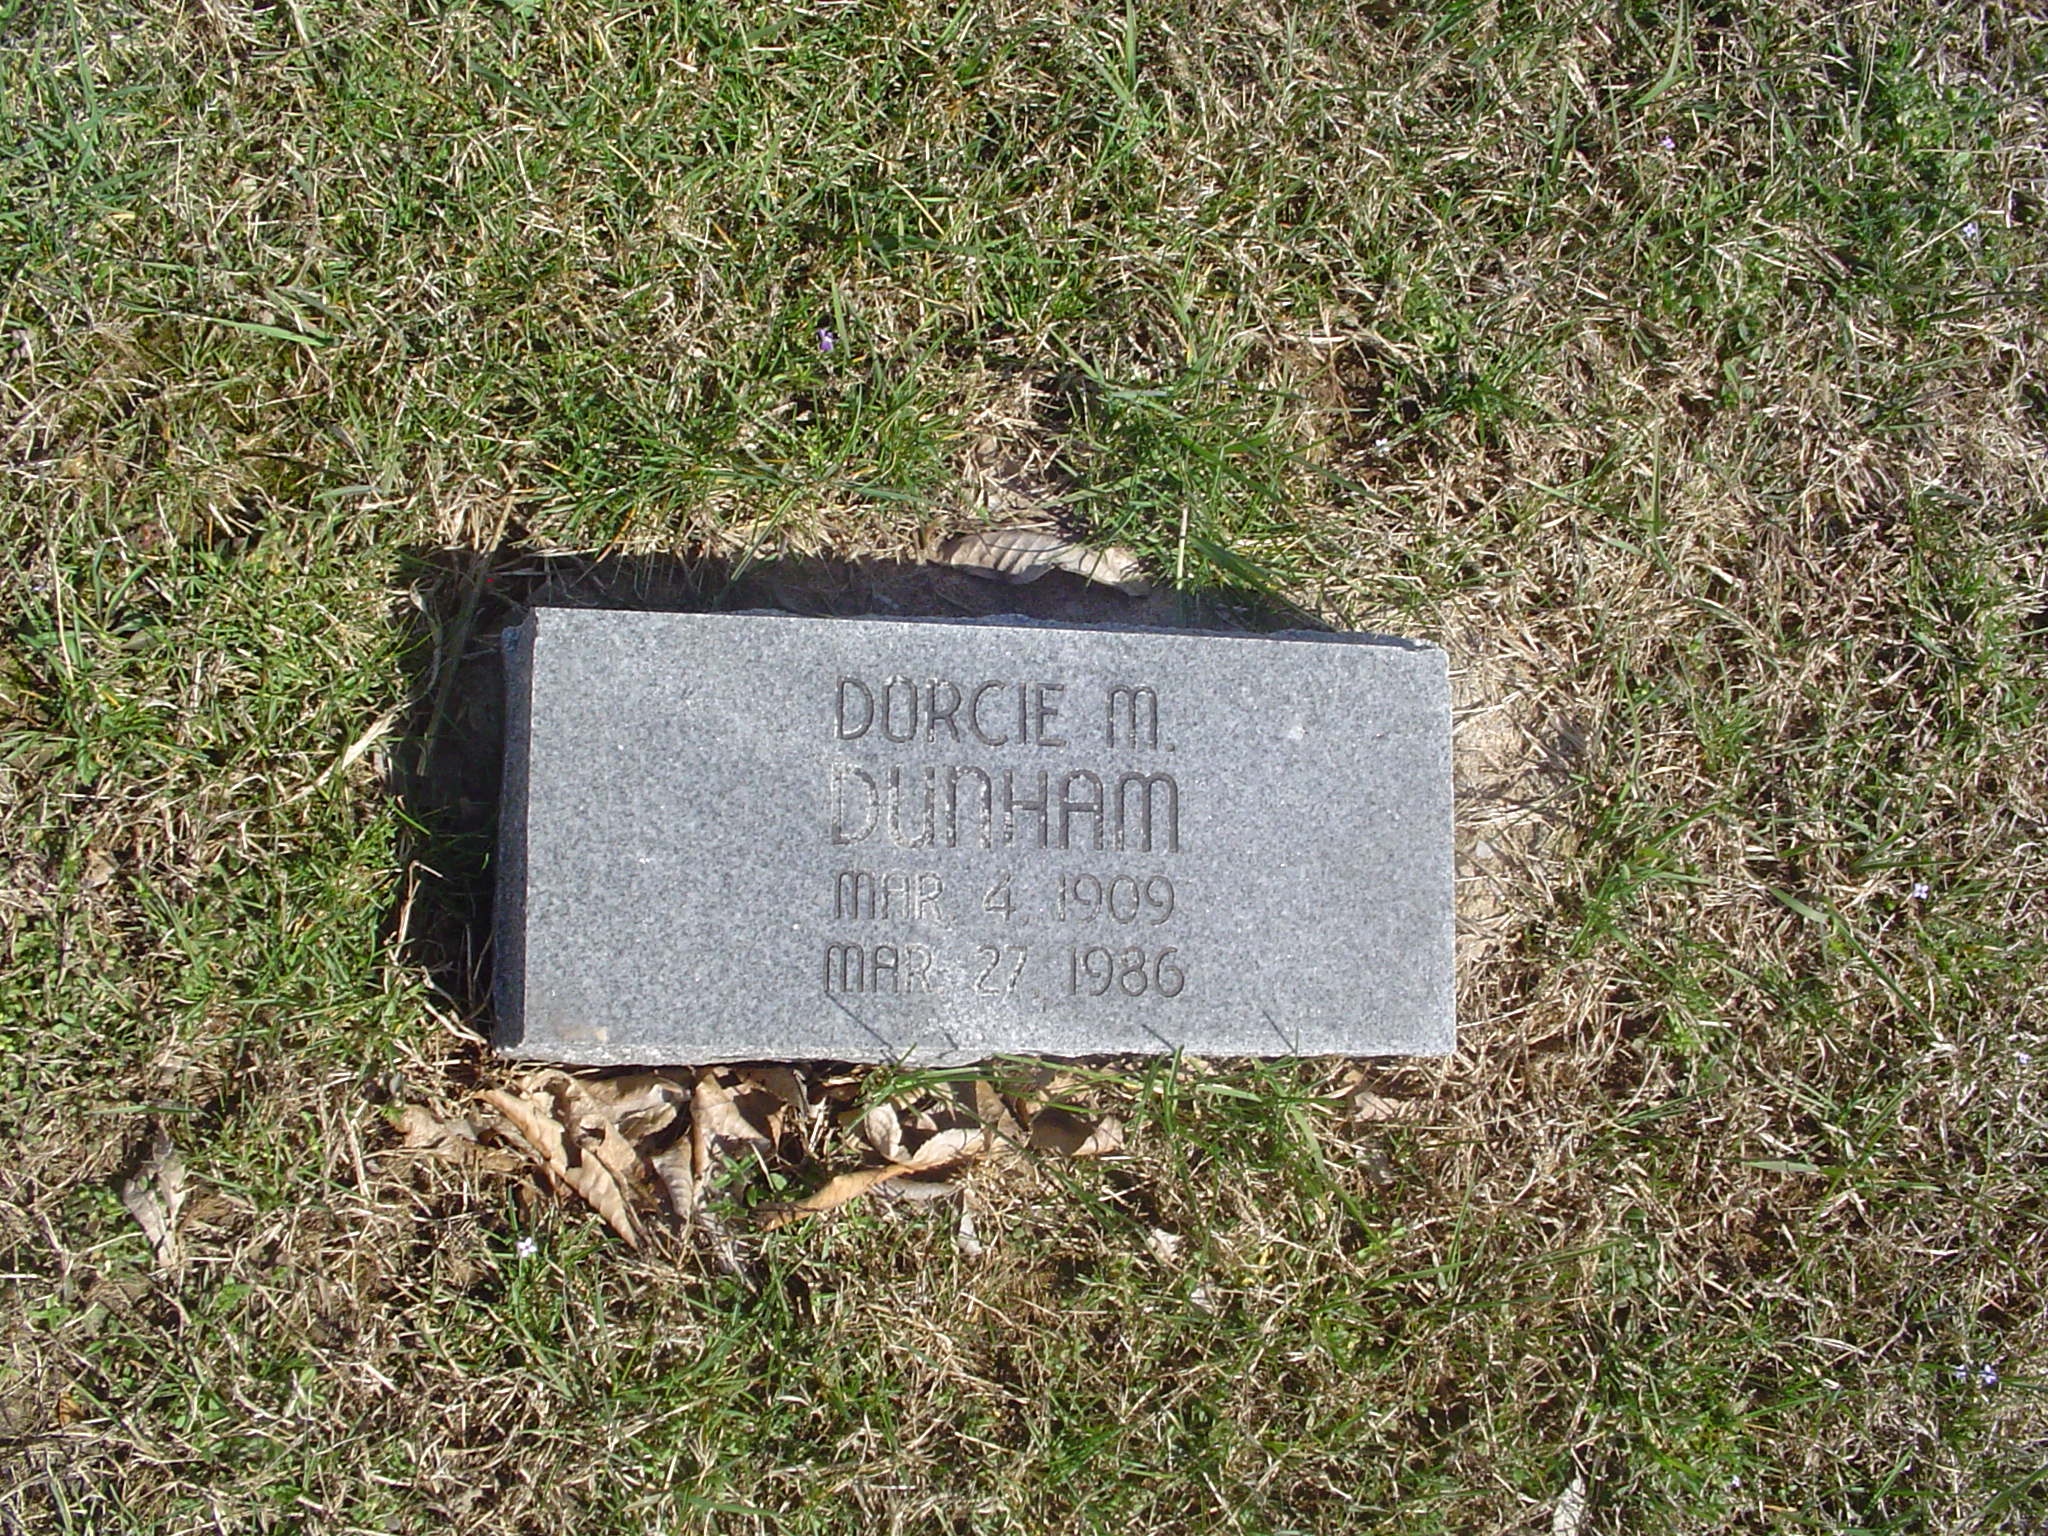 DORCIE M.
DUNHAM
MAR. 4, 1909
MAR. 27, 1986